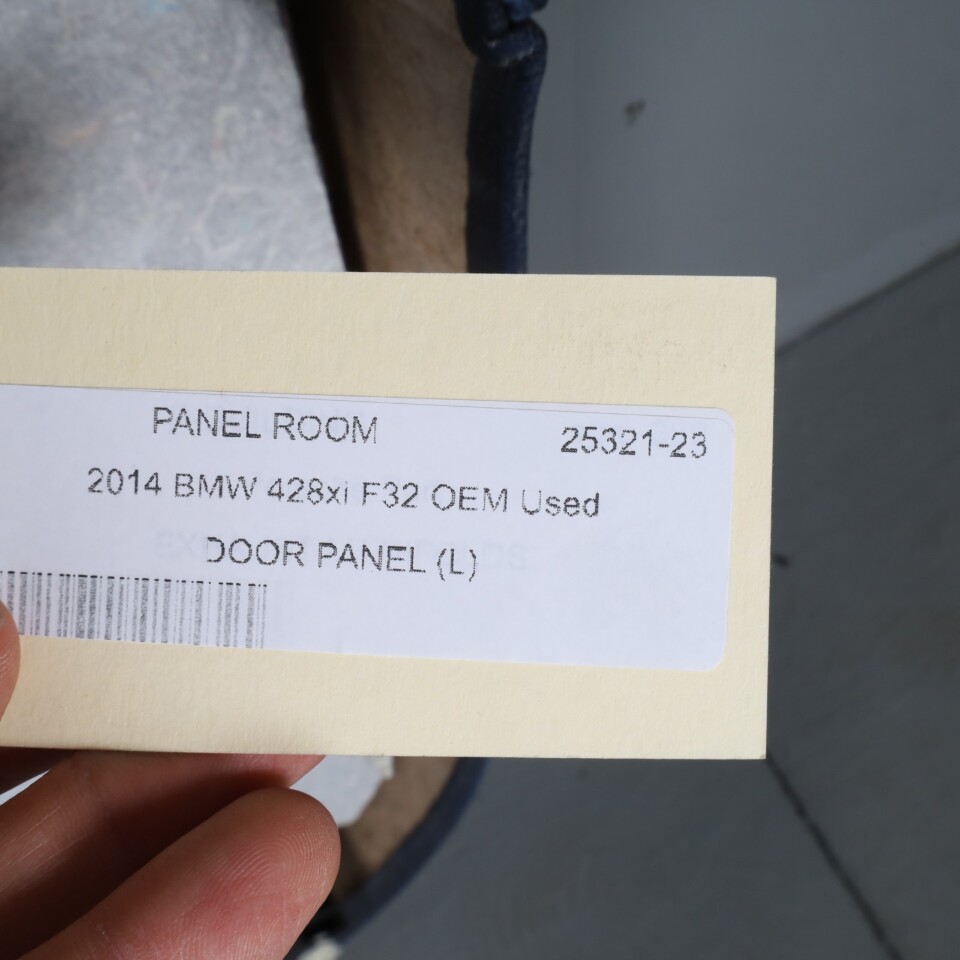 PANEL ROOM 25321-23
2014 BMW 428xi F32 OEM Used
DOOR PANEL (L)